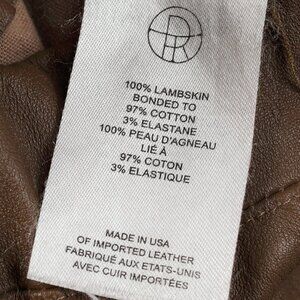 100% LAMBSKIN
BONDED TO
97% COTTON
3% ELASTANE
100% PEAU D'AGNEAU
LIÉ À
97% COTON
3% ELASTIQUE
MADE IN USA
OF IMPORTED LEATHER
FABRIQUÉ AUX ETATS-UNIS
AVEC CUIR IMPORTÉES